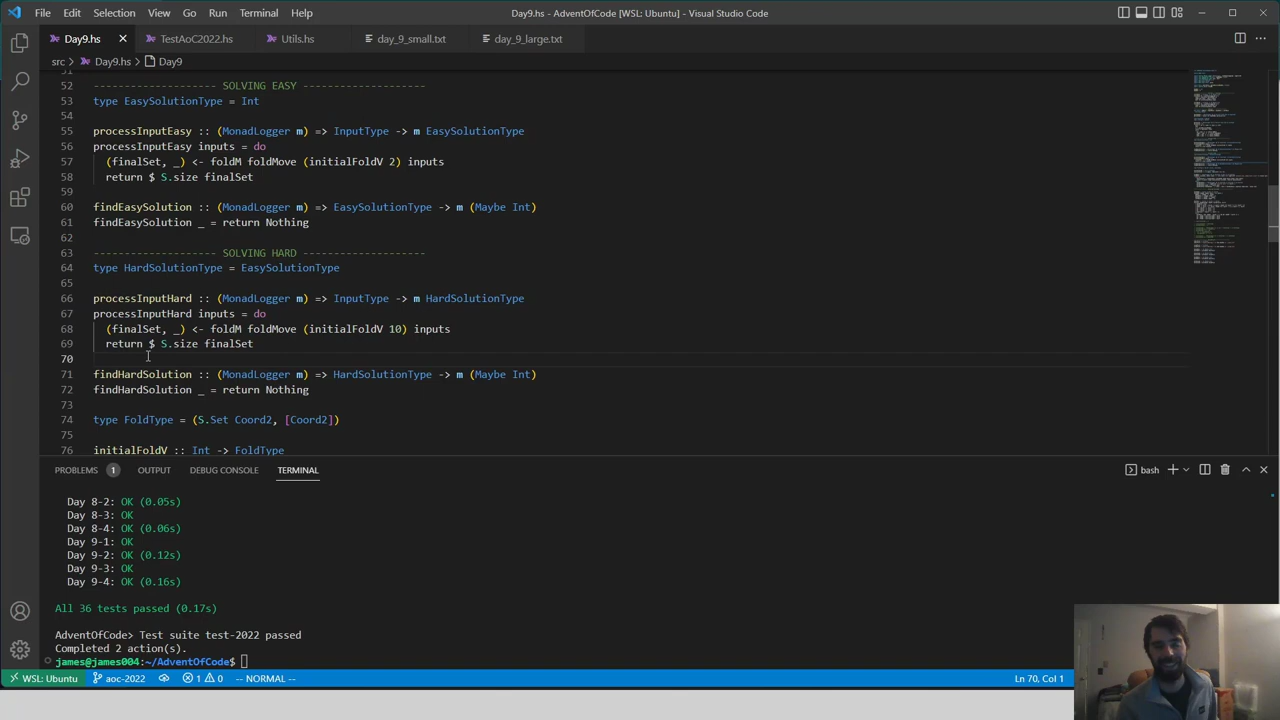 File Edit Selection View Go Run Terminal Help Day9.hs - AdventOfCode [WSL: Ubuntu] - Visual Studio Code
Day9.hs TestAoC2022.hs Utils.hs day_9_small.txt day_9_large.txt
src > Day9.hs > Day9
51
52 ------------------- SOLVING EASY -------------------
53 type EasySolutionType = Int
54
55 processInputEasy :: (MonadLogger m) => InputType -> m EasySolutionType
56 processInputEasy inputs = do
57 (finalSet, _) <- foldM foldMove (initialFoldV 2) inputs
58 return $ S.size finalSet
59
60 findEasySolution :: (MonadLogger m) => EasySolutionType -> m (Maybe Int)
61 findEasySolution _ = return Nothing
62
63 ------------------- SOLVING HARD -------------------
64 type HardSolutionType = EasySolutionType
65
66 processInputHard :: (MonadLogger m) => InputType -> m HardSolutionType
67 processInputHard inputs = do
68 (finalSet, _) <- foldM foldMove (initialFoldV 10) inputs
69 return $ S.size finalSet
70
71 findHardSolution :: (MonadLogger m) => HardSolutionType -> m (Maybe Int)
72 findHardSolution _ = return Nothing
73
74 type FoldType = (S.Set Coord2, [Coord2])
75
76 initialFoldV :: Int -> FoldType
PROBLEMS 1 OUTPUT DEBUG CONSOLE TERMINAL bash
Day 8-2: OK (0.05s)
Day 8-3: OK
Day 8-4: OK (0.06s)
Day 9-1: OK
Day 9-2: OK (0.12s)
Day 9-3: OK
Day 9-4: OK (0.16s)
All 36 tests passed (0.17s)
AdventOfCode> Test suite test-2022 passed
Completed 2 action(s).
james@james004:~/AdventOfCode$
WSL: Ubuntu aoc-2022 1 0 -- NORMAL -- Ln 70, Col 1